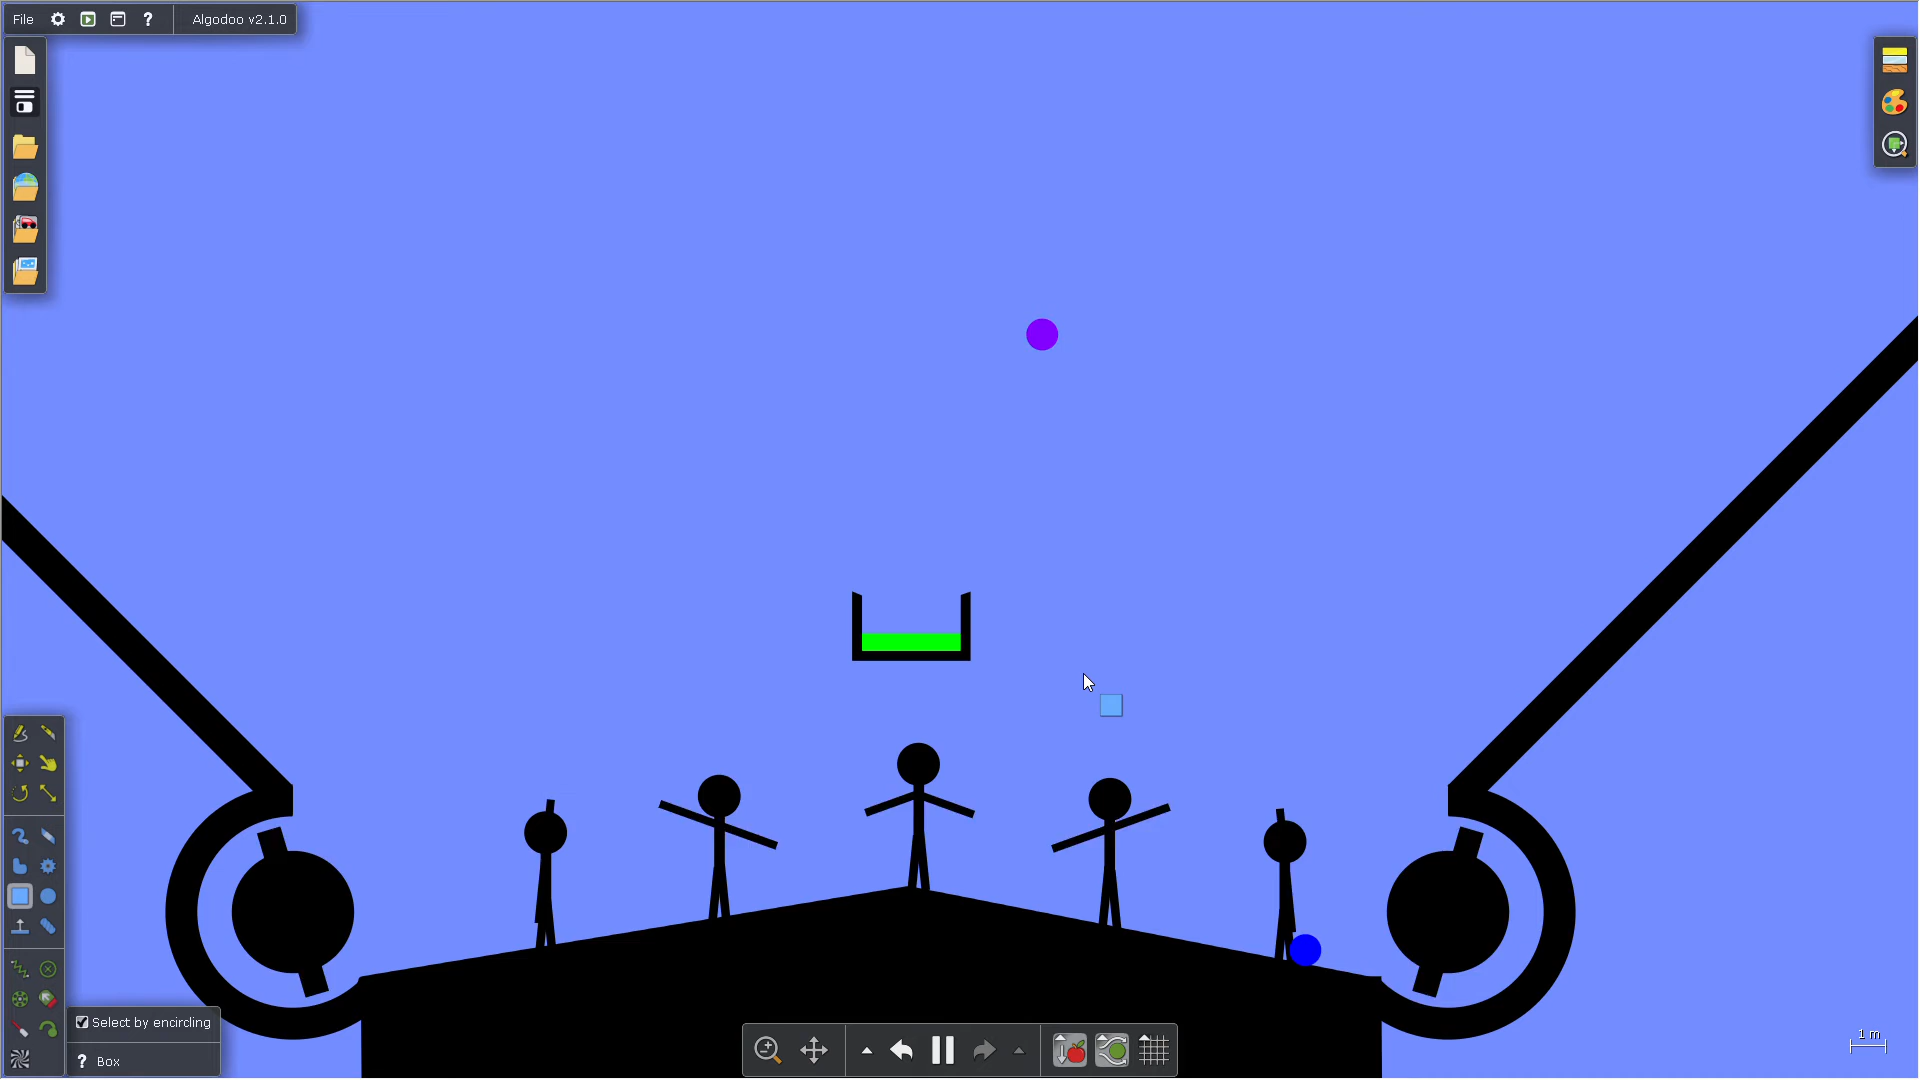 File ? Algodoo v2.1.0
Select by encircling
? Box
1 m